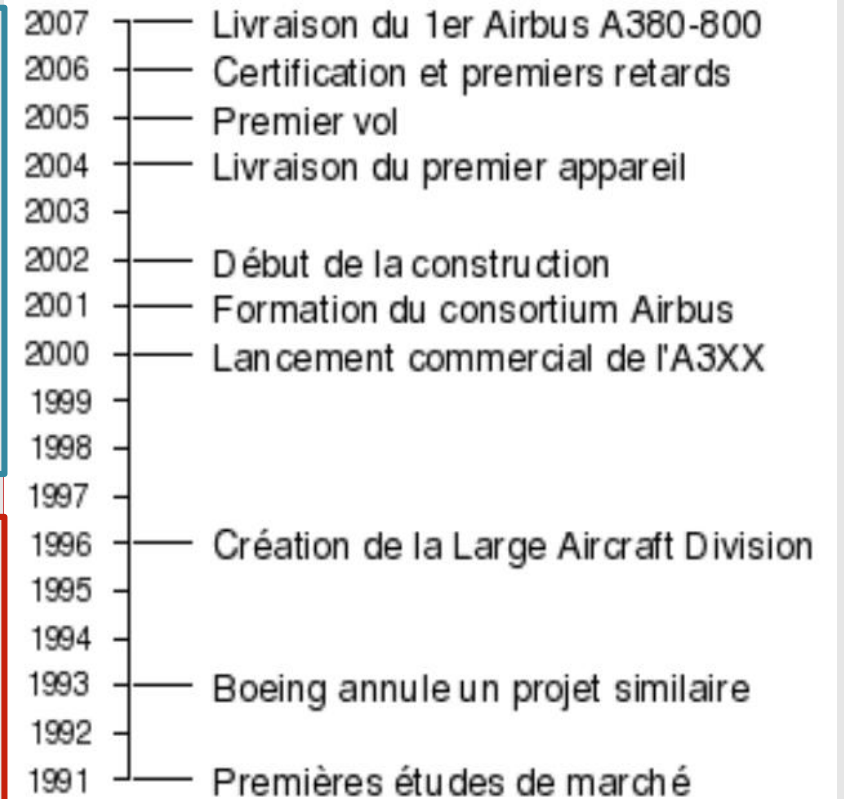 2007 Livraison du 1er Airbus A380-800
2006 Certification et premiers retards
2005 Premier vol
2004 Livraison du premier appareil
2003
2002 Début de la construction
2001 Formation du consortium Airbus
2000 Lancement commercial de l'A3XX
1999
1998
1997
1996 Création de la Large Aircraft Division
1995
1994
1993 Boeing annule un projet similaire
1992
1991 Premières études de marché